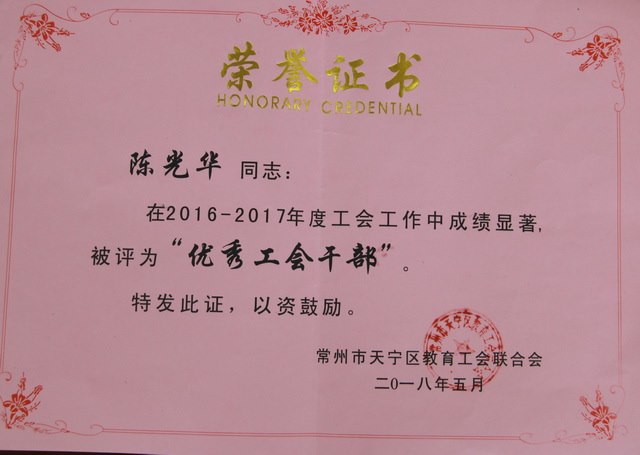 荣誉证书
HONORARY CREDENTIAL
陈光华 同志：
在2016-2017年度工会工作中成绩显著,
被评为“优秀工会干部”。
特发此证，以资鼓励。
常州市天宁区教育工会联合会
二〇一八年五月